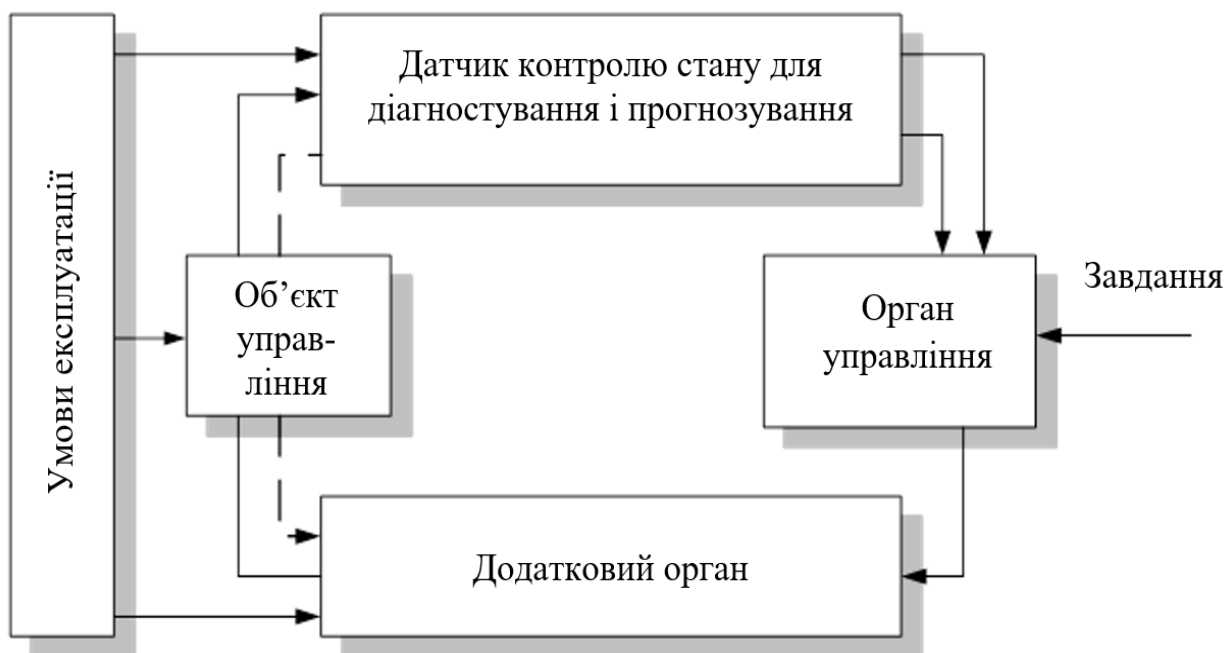 Умови експлуатації
Датчик контролю стану для
діагностування і прогнозування
Об’єкт
управ-
ління
Орган
управління
Завдання
Додатковий орган